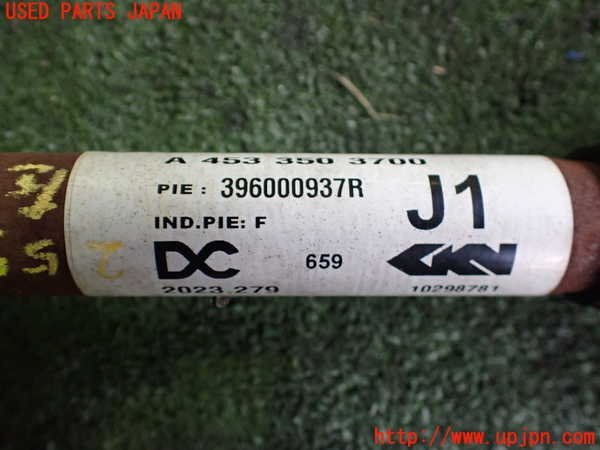 USED PARTS JAPAN
A 453 350 3700
PIE : 396000937R
J1
IND.PIE: F
DC
659
GKN
2023.279
10298781
http://www.upjpn.com